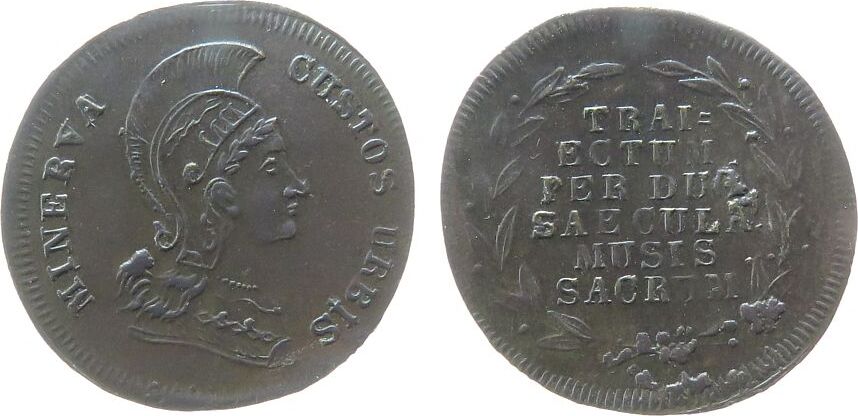 MINERVA CUSTOS URBIS
TRAI=
ECTUM
PER DUO
SAECULA
MUSIS
SACRUM